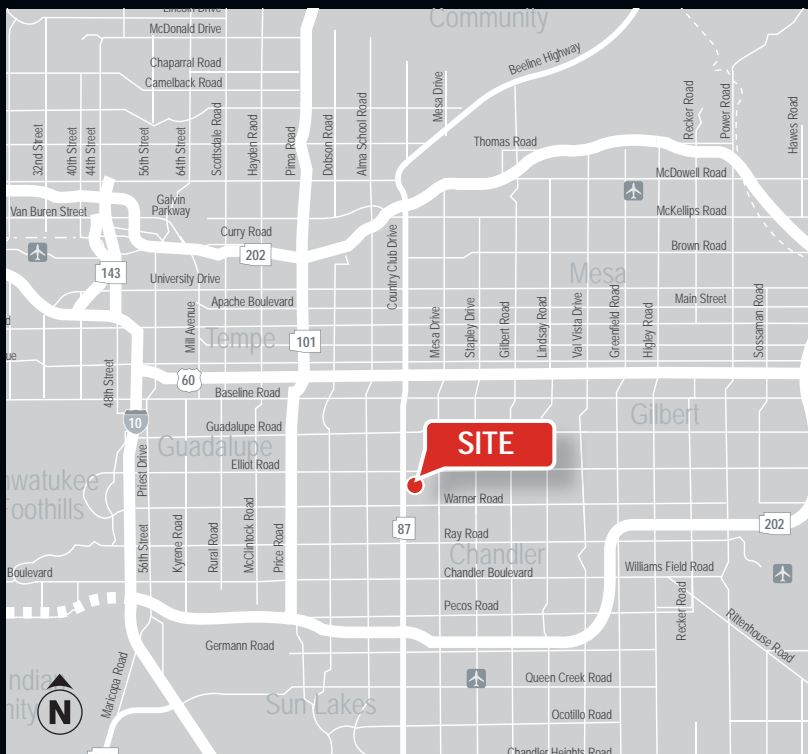 Lincoln Drive
Community
McDonald Drive
Chaparral Road
Camelback Road
Beeline Highway
Mesa Drive
32nd Street
40th Street
44th Street
56th Street
64th Street
Scottsdale Road
Hayden Raod
Pima Road
Dobson Road
Alma School Road
Thomas Road
Recker Road
Power Road
Hawes Road
McDowell Road
Van Buren Street
Galvin
Parkway
McKellips Road
Curry Road
202
Brown Road
Country Club Drive
143
University Drive
Mesa
Apache Boulevard
Main Street
Mill Avenue
Tempe
101
Mesa Drive
Stapley Drive
Gilbert Road
Lindsay Road
Val Vista Drive
Greenfield Road
Higley Road
Sossaman Road
48th Street
60
Baseline Road
10
Guadalupe Road
Gilbert
SITE
Guadalupe
Elliot Road
Priest Drive
hwatukee
Foothills
Warner Road
87
Ray Road
202
56th Street
Kyrene Road
Rural Road
McClintock Road
Price Road
Chandler
Boulevard
Chandler Boulevard
Williams Field Road
Pecos Road
Recker Road
Rittenhouse Road
Germann Road
Maricopa Road
Queen Creek Road
Sun Lakes
N
Ocotillo Road
Chandler Heights Road